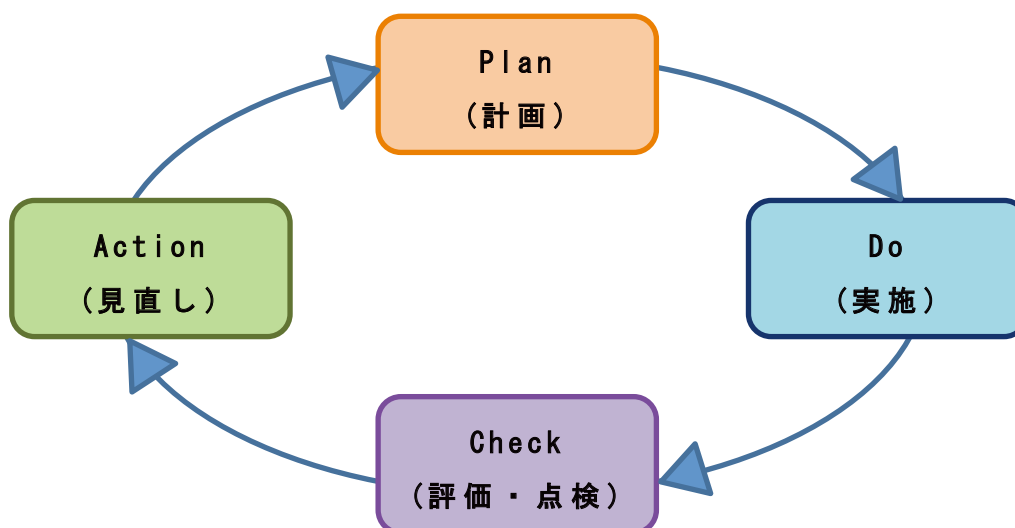 Plan
(計画)
Do
(実施)
Check
(評価・点検)
Action
(見直し)